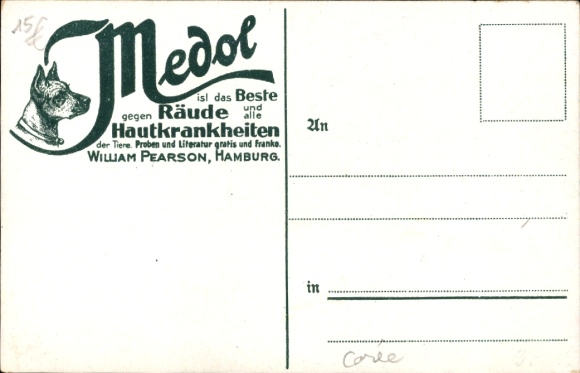 Medol
ist das Beste
gegen Räude und alle
Hautkrankheiten
der Tiere. Proben und Literatur gratis und Franko.
WILLIAM PEARSON, HAMBURG.
An
in